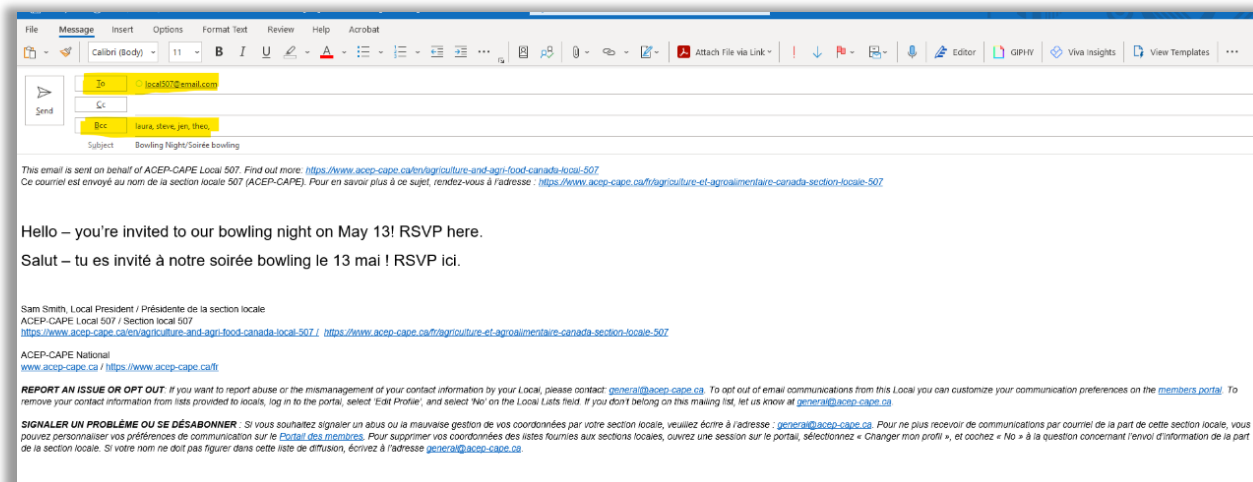 File Message Insert Options Format Text Review Help Acrobat
Calibri (Body) 11 B I U A Attach File via Link Editor GIPHY Viva Insights View Templates
To local507@email.com
Send
Cc
Bcc laura, steve, jen, theo,
Subject Bowling Night/Soirée bowling
This email is sent on behalf of ACEP-CAPE Local 507. Find out more: https://www.acep-cape.ca/en/agriculture-and-agri-food-canada-local-507
Ce courriel est envoyé au nom de la section locale 507 (ACEP-CAPE). Pour en savoir plus à ce sujet, rendez-vous à l'adresse : https://www.acep-cape.ca/fr/agriculture-et-agroalimentaire-canada-section-locale-507
Hello – you're invited to our bowling night on May 13! RSVP here.
Salut – tu es invité à notre soirée bowling le 13 mai ! RSVP ici.
Sam Smith, Local President / Présidente de la section locale
ACEP-CAPE Local 507 / Section local 507
https://www.acep-cape.ca/en/agriculture-and-agri-food-canada-local-507 / https://www.acep-cape.ca/fr/agriculture-et-agroalimentaire-canada-section-locale-507
ACEP-CAPE National
www.acep-cape.ca / https://www.acep-cape.ca/fr
REPORT AN ISSUE OR OPT OUT: If you want to report abuse or the mismanagement of your contact information by your Local, please contact: general@acep-cape.ca. To opt out of email communications from this Local you can customize your communication preferences on the members portal. To
remove your contact information from lists provided to locals, log in to the portal, select 'Edit Profile', and select 'No' on the Local Lists field. If you don't belong on this mailing list, let us know at general@acep-cape.ca.
SIGNALER UN PROBLÈME OU SE DÉSABONNER : Si vous souhaitez signaler un abus ou la mauvaise gestion de vos coordonnées par votre section locale, veuillez écrire à l'adresse : general@acep-cape.ca. Pour ne plus recevoir de communications par courriel de la part de cette section locale, vous
pouvez personnaliser vos préférences de communication sur le Portail des membres. Pour supprimer vos coordonnées des listes fournies aux sections locales, ouvrez une session sur le portail, sélectionnez « Changer mon profil », et cochez « No » à la question concernant l'envoi d'information de la part
de la section locale. Si votre nom ne doit pas figurer dans cette liste de diffusion, écrivez à l'adresse general@acep-cape.ca.